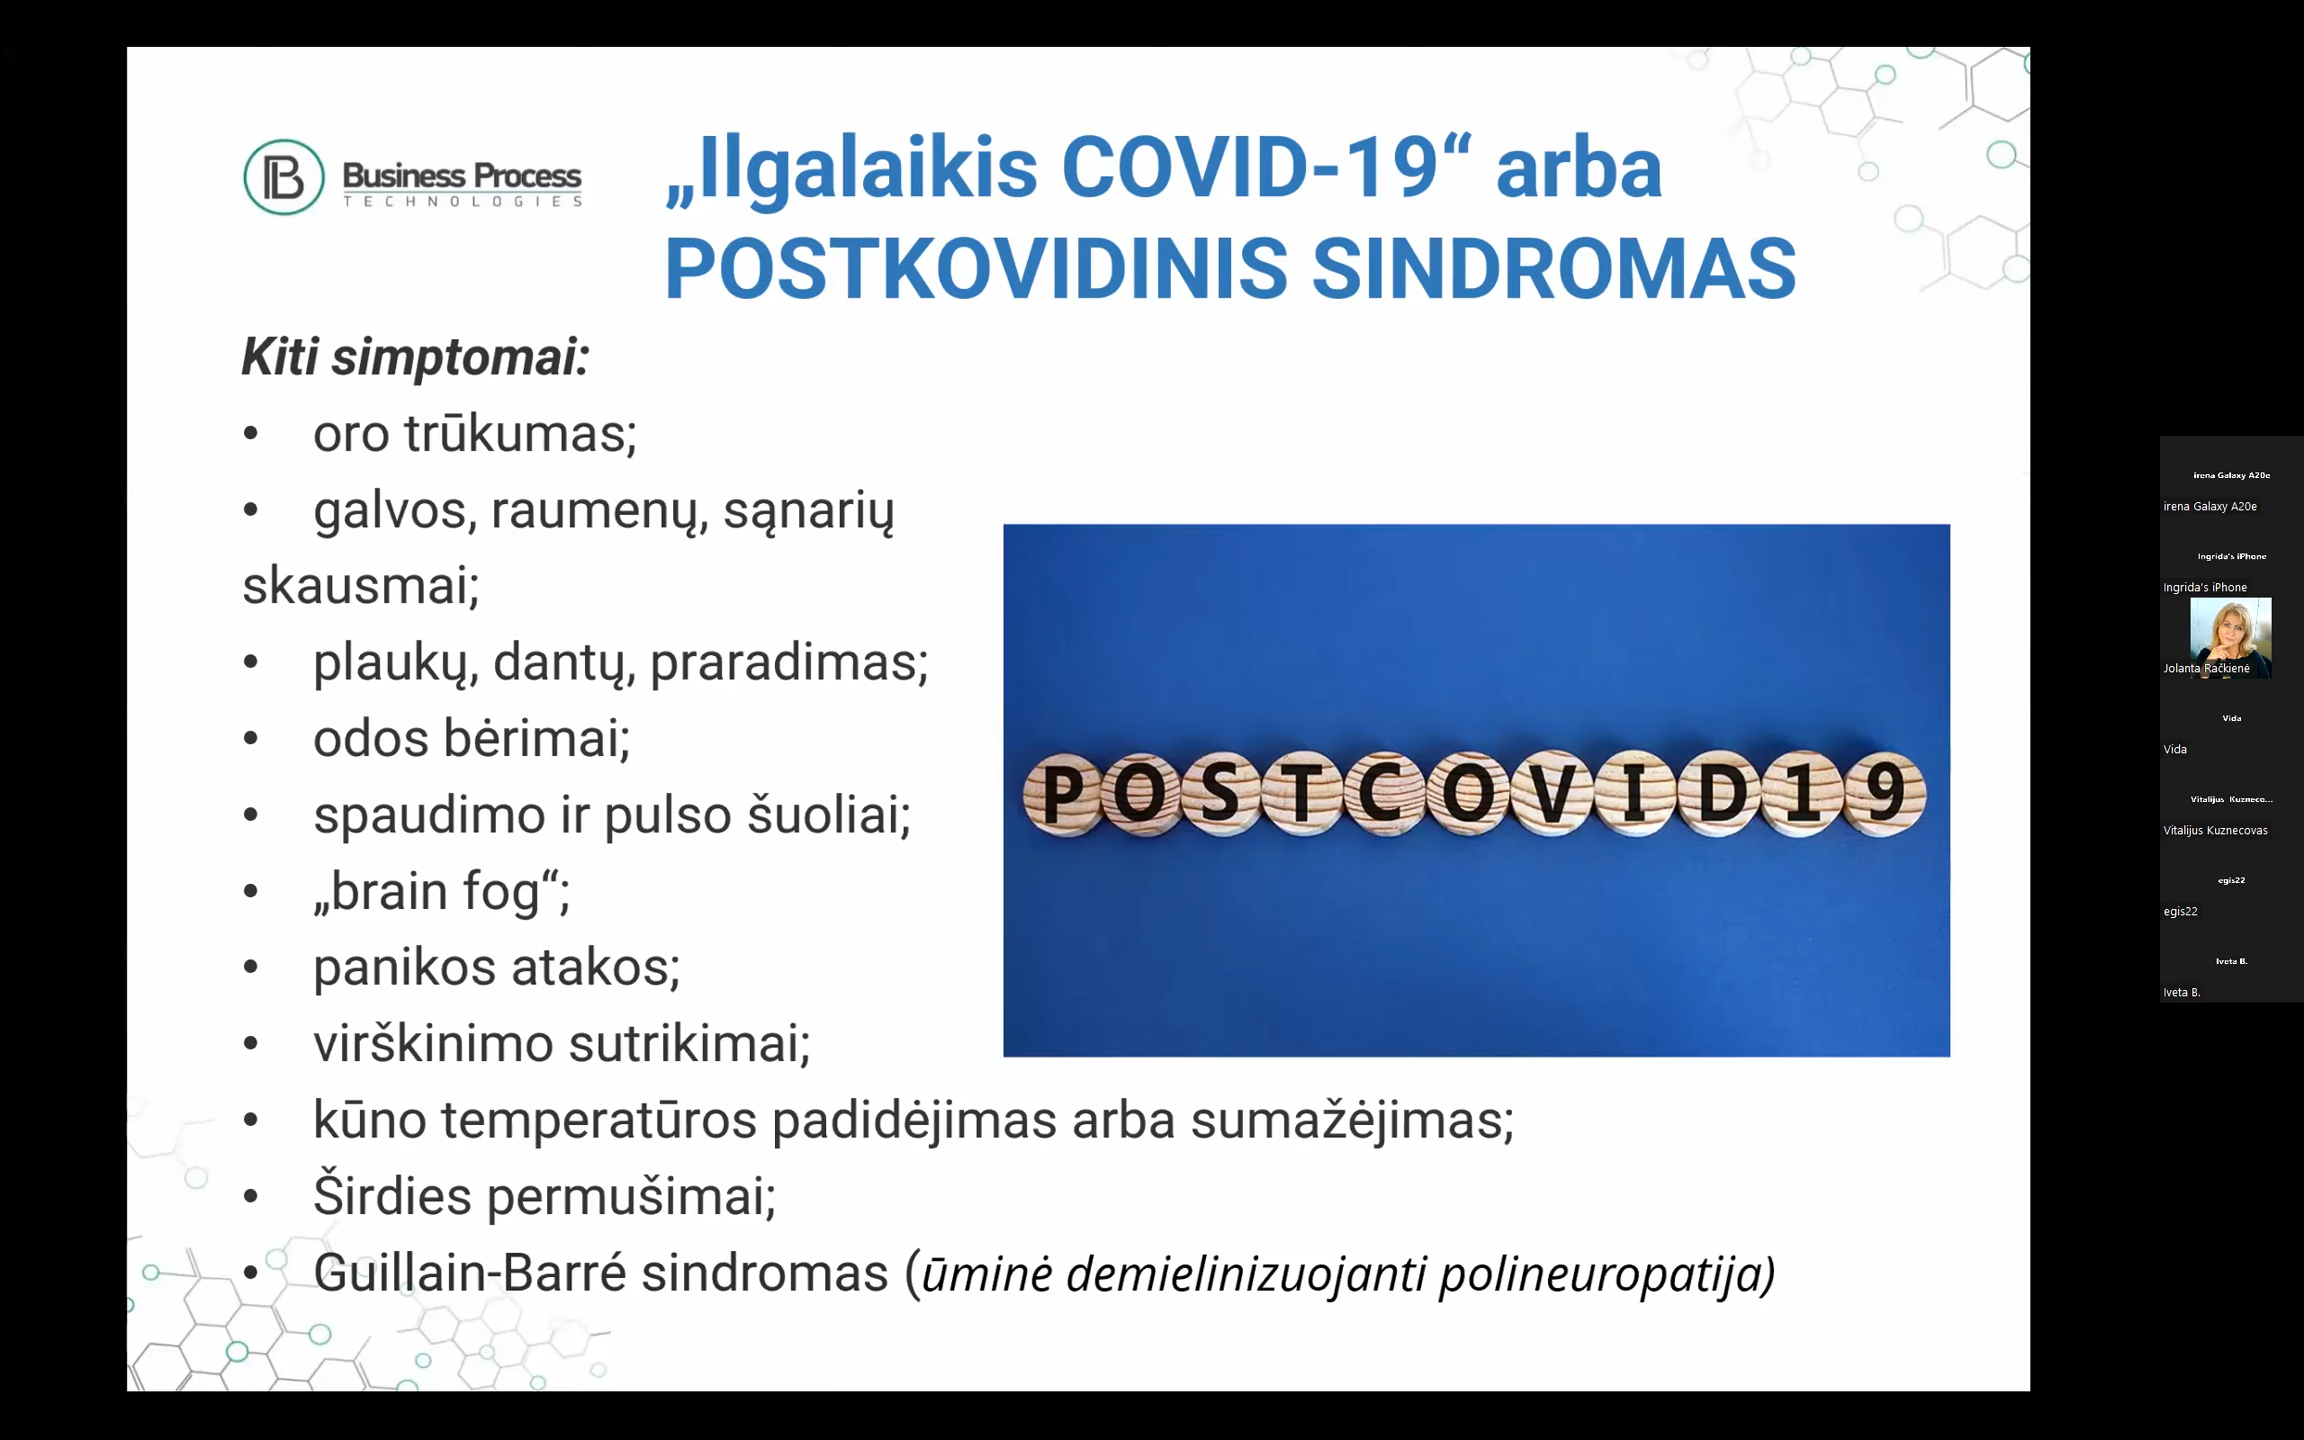 Business Process
TECHNOLOGIES
„Ilgalaikis COVID-19“ arba
POSTKOVIDINIS SINDROMAS
Kiti simptomai:
• oro trūkumas;
• galvos, raumenų, sąnarių
skausmai;
• plaukų, dantų, praradimas;
• odos bėrimai;
• spaudimo ir pulso šuoliai;
• „brain fog“;
• panikos atakos;
• virškinimo sutrikimai;
• kūno temperatūros padidėjimas arba sumažėjimas;
• Širdies permušimai;
• Guillain-Barré sindromas (ūminė demielinizuojanti polineuropatija)
POSTCOVID19
irena Galaxy A20e
irena Galaxy A20e
Ingrida's iPhone
Ingrida's iPhone
Jolanta Račkienė
Vida
Vida
Vitalijus Kuzneco...
Vitalijus Kuznecovas
egis22
egis22
Iveta B.
Iveta B.